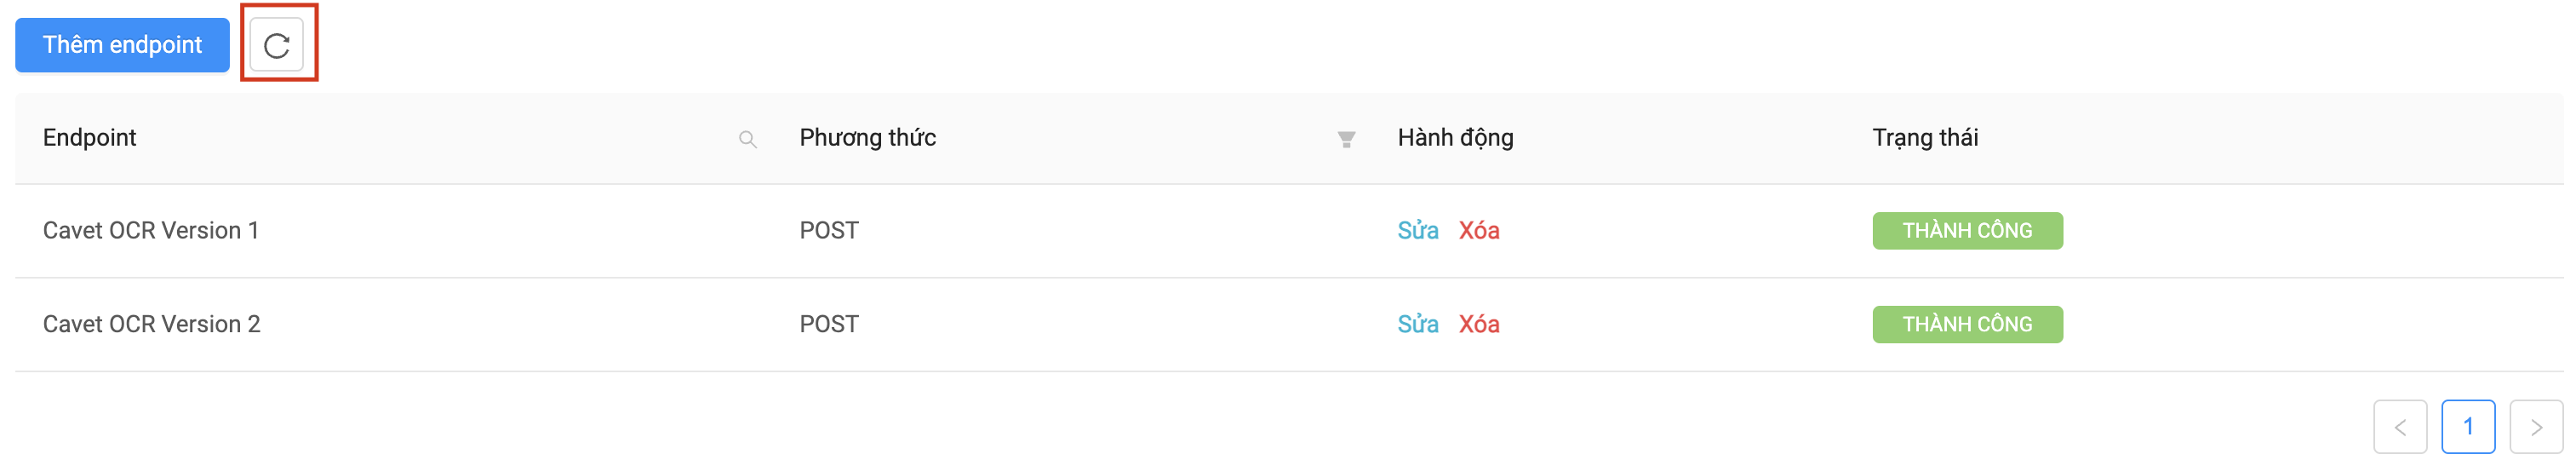 Thêm endpoint
Endpoint Phương thức Hành động Trạng thái
Cavet OCR Version 1 POST Sửa Xóa THÀNH CÔNG
Cavet OCR Version 2 POST Sửa Xóa THÀNH CÔNG
< 1 >